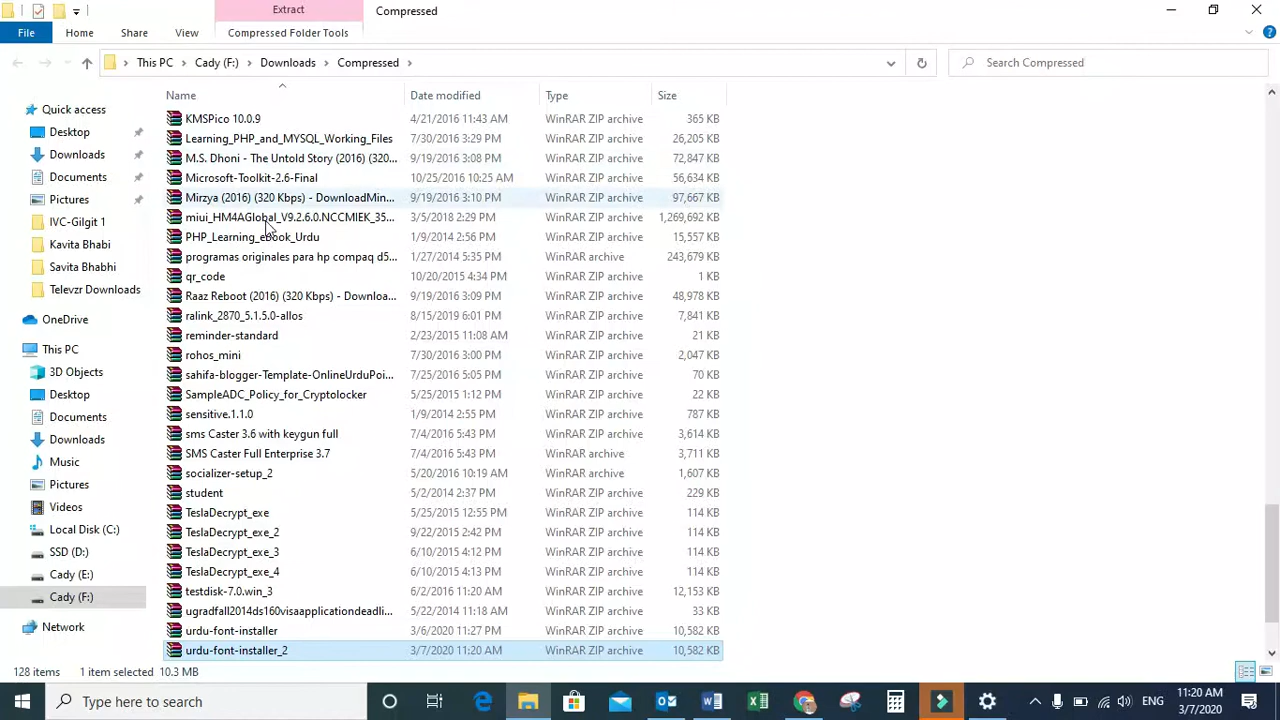 Extract
Compressed
File
Home
Share
View
Compressed Folder Tools
This PC
Cady (F:)
Downloads
Compressed
Search Compressed
Name
Date modified
Type
Size
Quick access
Desktop
Downloads
Documents
Pictures
IVC-Gilgit 1
Kavita Bhabi
Savita Bhabhi
Televzr Downloads
OneDrive
This PC
3D Objects
Desktop
Documents
Downloads
Music
Pictures
Videos
Local Disk (C:)
SSD (D:)
Cady (E:)
Cady (F:)
Network
KMSPico 10.0.9 4/21/2016 11:43 AM WinRAR ZIP archive 365 KB
Learning_PHP_and_MYSQL_Working_Files 7/30/2016 3:29 PM WinRAR ZIP archive 26,205 KB
M.S. Dhoni - The Untold Story (2016) (320... 9/19/2016 3:08 PM WinRAR ZIP archive 72,847 KB
Microsoft-Toolkit-2.6-Final 10/25/2016 10:25 AM WinRAR ZIP archive 56,634 KB
Mirzya (2016) (320 Kbps) - DownloadMin... 9/19/2016 3:10 PM WinRAR ZIP archive 97,667 KB
miui_HM4AGlobal_V9.2.6.0.NCCMIEK_35... 3/5/2018 2:29 PM WinRAR ZIP archive 1,269,692 KB
PHP_Learning_eBook_Urdu 1/9/2014 2:56 PM WinRAR ZIP archive 15,557 KB
programas originales para hp compaq d5... 1/27/2014 5:35 PM WinRAR archive 243,679 KB
qr_code 10/20/2015 4:34 PM WinRAR ZIP archive 1 KB
Raaz Reboot (2016) (320 Kbps) - Downloa... 9/19/2016 3:09 PM WinRAR ZIP archive 48,978 KB
ralink_2870_5.1.5.0-allos 8/15/2019 6:01 PM WinRAR ZIP archive 7,841 KB
reminder-standard 2/23/2015 11:08 AM WinRAR ZIP archive 21 KB
rohos_mini 7/30/2016 3:00 PM WinRAR ZIP archive 2,047 KB
sahifa-blogger-Template-OnlineUrduPoi... 7/25/2016 5:05 PM WinRAR ZIP archive 70 KB
SampleADC_Policy_for_Cryptolocker 5/25/2015 1:12 PM WinRAR ZIP archive 22 KB
sensitive.1.1.0 1/9/2014 2:55 PM WinRAR ZIP archive 787 KB
sms Caster 3.6 with keygun full 7/4/2016 5:43 PM WinRAR ZIP archive 3,614 KB
SMS Caster Full Enterprise 3.7 7/4/2016 5:43 PM WinRAR archive 3,711 KB
socializer-setup_2 5/20/2016 10:19 AM WinRAR archive 1,607 KB
student 5/2/2014 2:37 PM WinRAR ZIP archive 229 KB
TeslaDecrypt_exe 5/25/2015 12:55 PM WinRAR ZIP archive 114 KB
TeslaDecrypt_exe_2 9/22/2015 2:42 PM WinRAR ZIP archive 114 KB
TeslaDecrypt_exe_3 6/10/2015 4:12 PM WinRAR ZIP archive 114 KB
TeslaDecrypt_exe_4 6/10/2015 4:13 PM WinRAR ZIP archive 114 KB
testdisk-7.0.win_3 6/2/2016 11:20 AM WinRAR ZIP archive 12,153 KB
ugradfall2014ds160visaapplicationdeadli... 5/22/2014 11:18 AM WinRAR ZIP archive 33 KB
urdu-font-installer 3/6/2020 11:27 PM WinRAR ZIP archive 10,582 KB
urdu-font-installer_2 3/7/2020 11:20 AM WinRAR ZIP archive 10,582 KB
128 items 1 item selected 10.3 MB
Type here to search
ENG
11:20 AM
3/7/2020